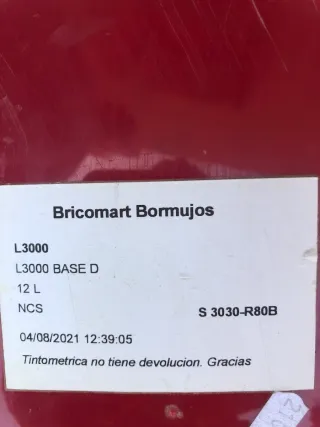 Bricomart Bormujos
L3000
L3000 BASE D
12 L
NCS S 3030-R80B
04/08/2021 12:39:05
Tintometrica no tiene devolucion. Gracias